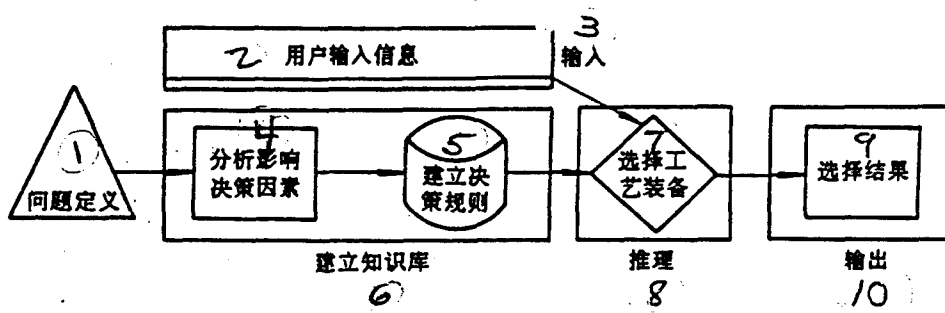 3
2 用户输入信息
输入
1
问题定义
4
分析影响
决策因素
5
建立决
策规则
7
选择工
艺装备
9
选择结果
建立知识库
推理
输出
6
8
10